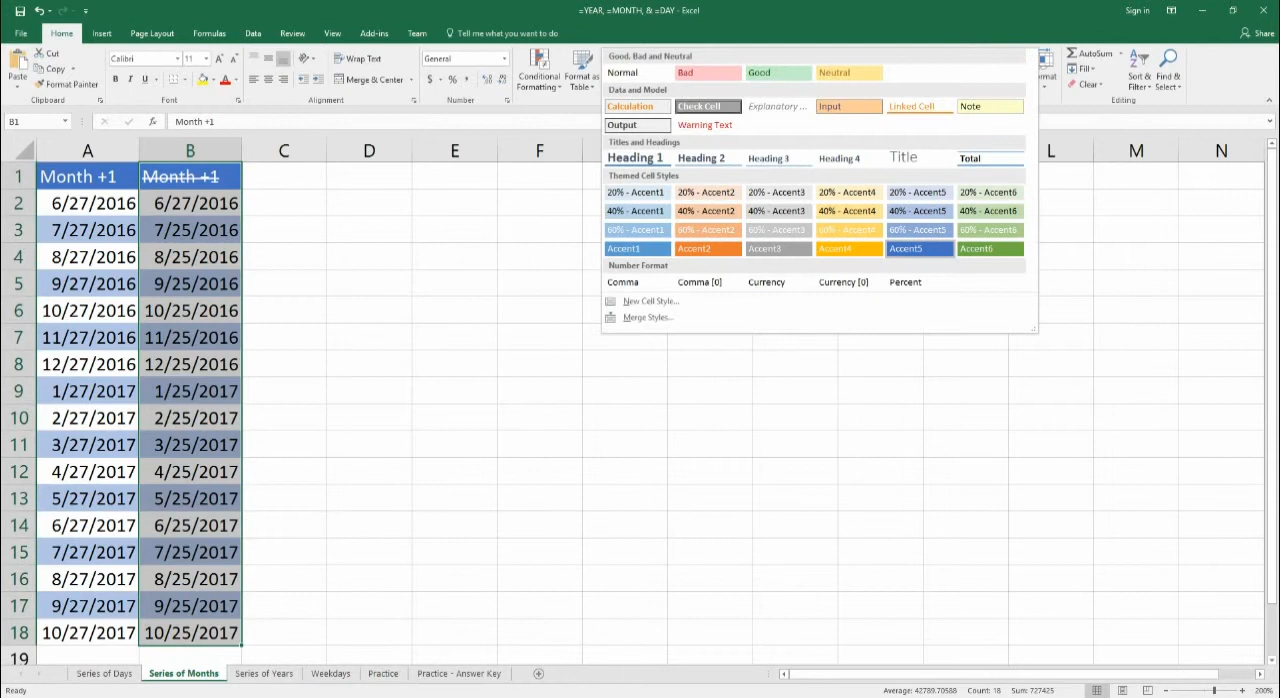 =YEAR, =MONTH, & =DAY - Excel
Sign in
File Home Insert Page Layout Formulas Data Review View Add-ins Team Tell me what you want to do Share
Paste
Cut
Copy
Format Painter
Clipboard
Calibri 11
B I U
Font
Wrap Text
Merge & Center
Alignment
General
$ % ,
Number
Conditional Formatting
Format as Table
AutoSum
Fill
Clear
Sort & Filter
Find & Select
Editing
B1 fx Month +1
Good, Bad and Neutral
Normal Bad Good Neutral
Data and Model
Calculation Check Cell Explanatory ... Input Linked Cell Note
Output Warning Text
Titles and Headings
Heading 1 Heading 2 Heading 3 Heading 4 Title Total
Themed Cell Styles
20% - Accent1 20% - Accent2 20% - Accent3 20% - Accent4 20% - Accent5 20% - Accent6
40% - Accent1 40% - Accent2 40% - Accent3 40% - Accent4 40% - Accent5 40% - Accent6
60% - Accent1 60% - Accent2 60% - Accent3 60% - Accent4 60% - Accent5 60% - Accent6
Accent1 Accent2 Accent3 Accent4 Accent5 Accent6
Number Format
Comma Comma [0] Currency Currency [0] Percent
New Cell Style...
Merge Styles...
A B C D E F L M N
1 Month +1 Month +1
2 6/27/2016 6/27/2016
3 7/27/2016 7/25/2016
4 8/27/2016 8/25/2016
5 9/27/2016 9/25/2016
6 10/27/2016 10/25/2016
7 11/27/2016 11/25/2016
8 12/27/2016 12/25/2016
9 1/27/2017 1/25/2017
10 2/27/2017 2/25/2017
11 3/27/2017 3/25/2017
12 4/27/2017 4/25/2017
13 5/27/2017 5/25/2017
14 6/27/2017 6/25/2017
15 7/27/2017 7/25/2017
16 8/27/2017 8/25/2017
17 9/27/2017 9/25/2017
18 10/27/2017 10/25/2017
19
Series of Days Series of Months Series of Years Weekdays Practice Practice - Answer Key
Ready Average: 42789.70588 Count: 18 Sum: 727425 200%